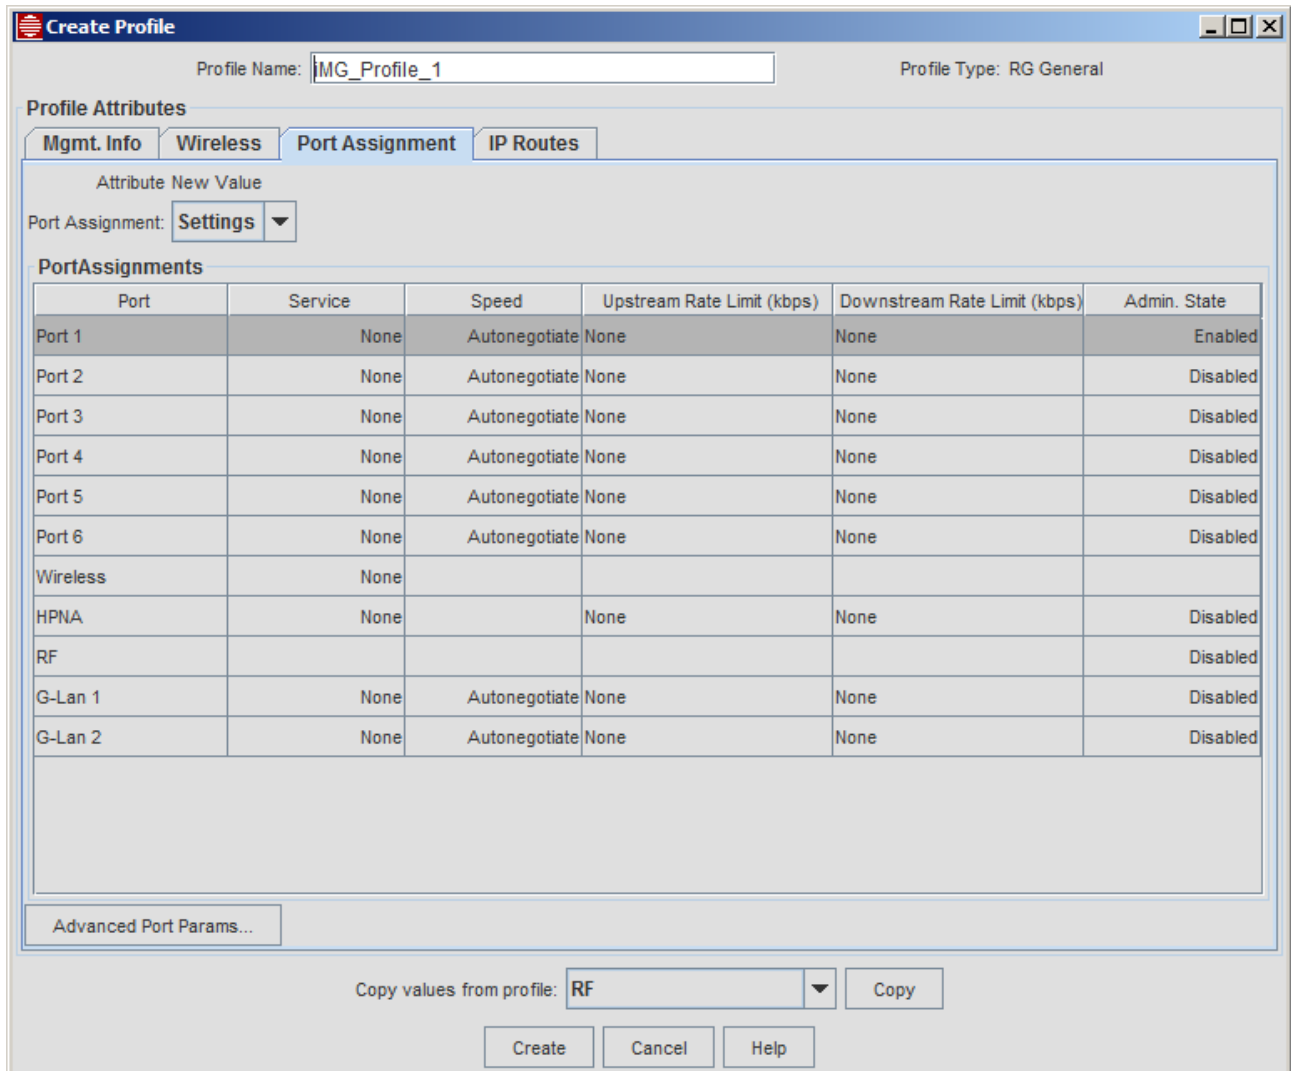 Create Profile
Profile Name: iMG_Profile_1 Profile Type: RG General
Profile Attributes
Mgmt. Info Wireless Port Assignment IP Routes
Attribute New Value
Port Assignment: Settings
PortAssignments
Port Service Speed Upstream Rate Limit (kbps) Downstream Rate Limit (kbps) Admin. State
Port 1 None Autonegotiate None None Enabled
Port 2 None Autonegotiate None None Disabled
Port 3 None Autonegotiate None None Disabled
Port 4 None Autonegotiate None None Disabled
Port 5 None Autonegotiate None None Disabled
Port 6 None Autonegotiate None None Disabled
Wireless None
HPNA None None None Disabled
RF Disabled
G-Lan 1 None Autonegotiate None None Disabled
G-Lan 2 None Autonegotiate None None Disabled
Advanced Port Params...
Copy values from profile: RF Copy
Create Cancel Help